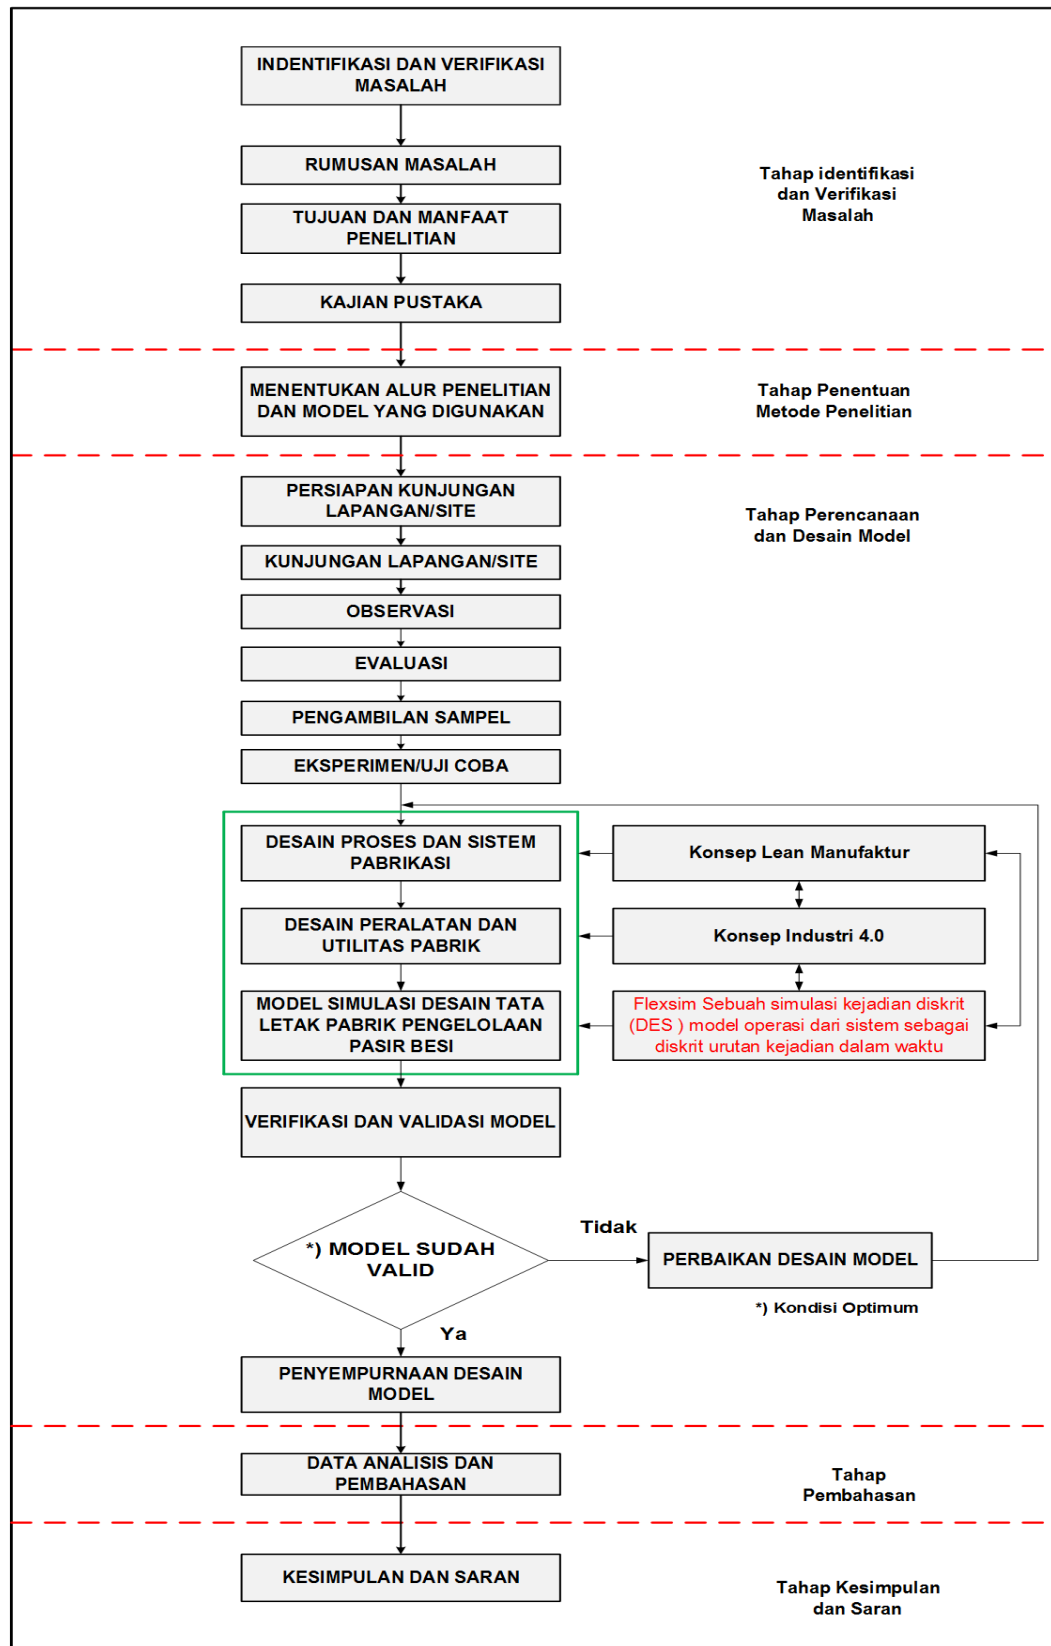 INDENTIFIKASI DAN VERIFIKASI
MASALAH
RUMUSAN MASALAH
Tahap identifikasi
dan Verifikasi
Masalah
TUJUAN DAN MANFAAT
PENELITIAN
KAJIAN PUSTAKA
MENENTUKAN ALUR PENELITIAN
DAN MODEL YANG DIGUNAKAN
Tahap Penentuan
Metode Penelitian
PERSIAPAN KUNJUNGAN
LAPANGAN/SITE
Tahap Perencanaan
dan Desain Model
KUNJUNGAN LAPANGAN/SITE
OBSERVASI
EVALUASI
PENGAMBILAN SAMPEL
EKSPERIMEN/UJI COBA
DESAIN PROSES DAN SISTEM
PABRIKASI
Konsep Lean Manufaktur
DESAIN PERALATAN DAN
UTILITAS PABRIK
Konsep Industri 4.0
MODEL SIMULASI DESAIN TATA
LETAK PABRIK PENGELOLAAN
PASIR BESI
Flexsim Sebuah simulasi kejadian diskrit
(DES ) model operasi dari sistem sebagai
diskrit urutan kejadian dalam waktu
VERIFIKASI DAN VALIDASI MODEL
*) MODEL SUDAH
VALID
Tidak
PERBAIKAN DESAIN MODEL
*) Kondisi Optimum
Ya
PENYEMPURNAAN DESAIN
MODEL
DATA ANALISIS DAN
PEMBAHASAN
Tahap
Pembahasan
KESIMPULAN DAN SARAN
Tahap Kesimpulan
dan Saran